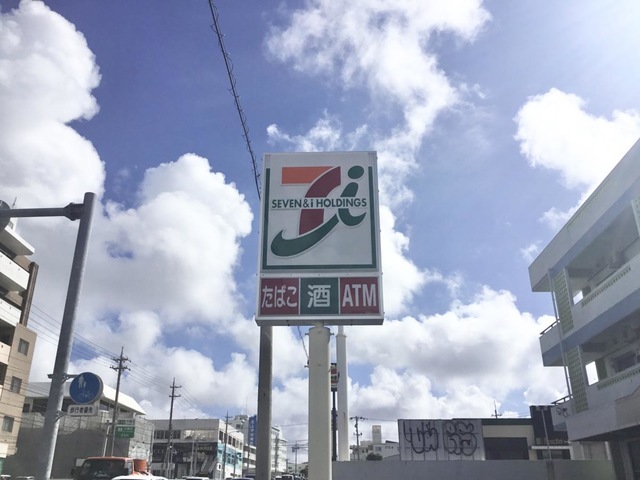 SEVEN&i HOLDINGS
たばこ 酒 ATM